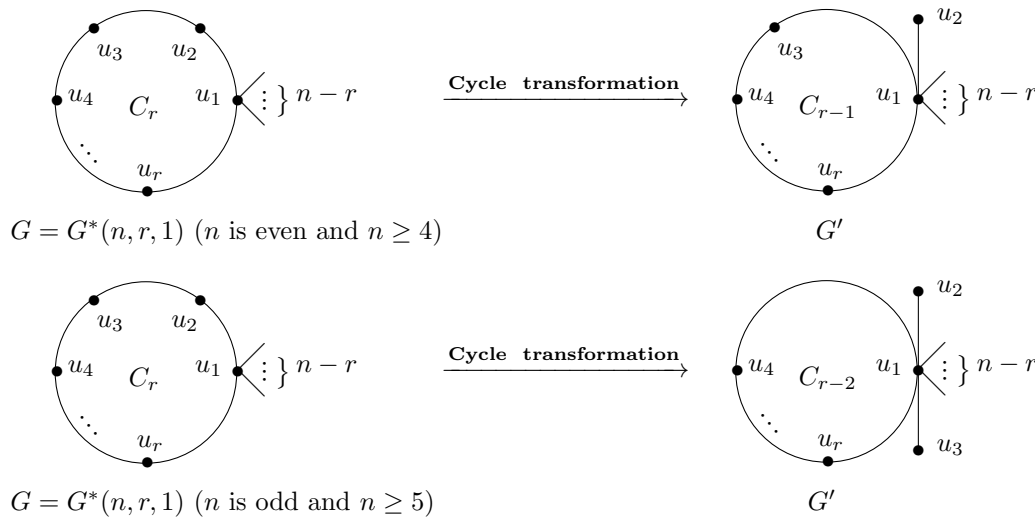 u₃ u₂
u₄ C_r u₁ ⋮ } n − r
⋱
u_r
Cycle transformation
u₂
u₃
u₄ C_{r−1} u₁ ⋮ } n − r
⋱
u_r
G = G*(n, r, 1) (n is even and n ≥ 4)
G′
u₃ u₂
u₄ C_r u₁ ⋮ } n − r
⋱
u_r
Cycle transformation
u₂
u₄ C_{r−2} u₁ ⋮ } n − r
⋱
u_r u₃
G = G*(n, r, 1) (n is odd and n ≥ 5)
G′